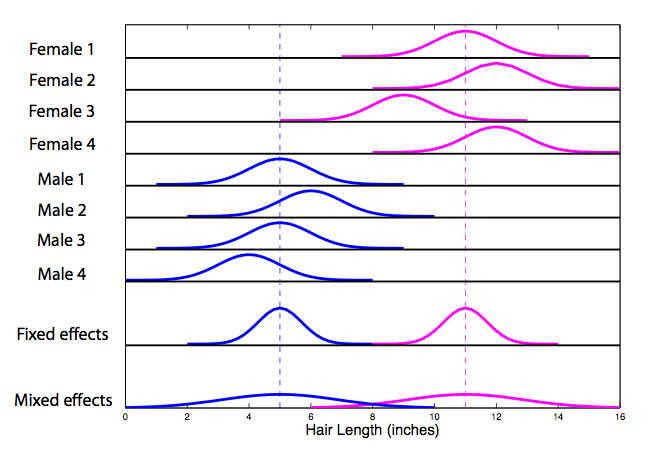 Female 1
Female 2
Female 3
Female 4
Male 1
Male 2
Male 3
Male 4
Fixed effects
Mixed effects
0 2 4 6 8 10 12 14 16
Hair Length (inches)